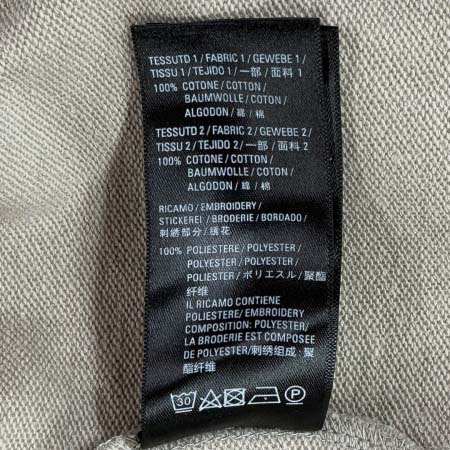 TESSUTO 1 / FABRIC 1 / GEWEBE 1 /
TISSU 1 / TEJIDO 1 / 一部 / 面料 1
100% COTONE / COTTON /
BAUMWOLLE / COTON /
ALGODON / 綿 / 棉
TESSUTO 2 / FABRIC 2 / GEWEBE 2 /
TISSU 2 / TEJIDO 2 / 一部 / 面料 2
100% COTONE / COTTON /
BAUMWOLLE / COTON /
ALGODON / 綿 / 棉
RICAMO / EMBROIDERY /
STICKEREI / BRODERIE / BORDADO /
刺繍部分 / 绣花
100% POLIESTERE / POLYESTER /
POLYESTER / POLYESTER /
POLIESTER / ポリエステル / 聚酯
纤维
IL RICAMO CONTIENE
POLIESTERE / EMBROIDERY
COMPOSITION: POLYESTER /
LA BRODERIE EST COMPOSEE
DE POLYESTER / 刺绣组成 : 聚
酯纤维
30